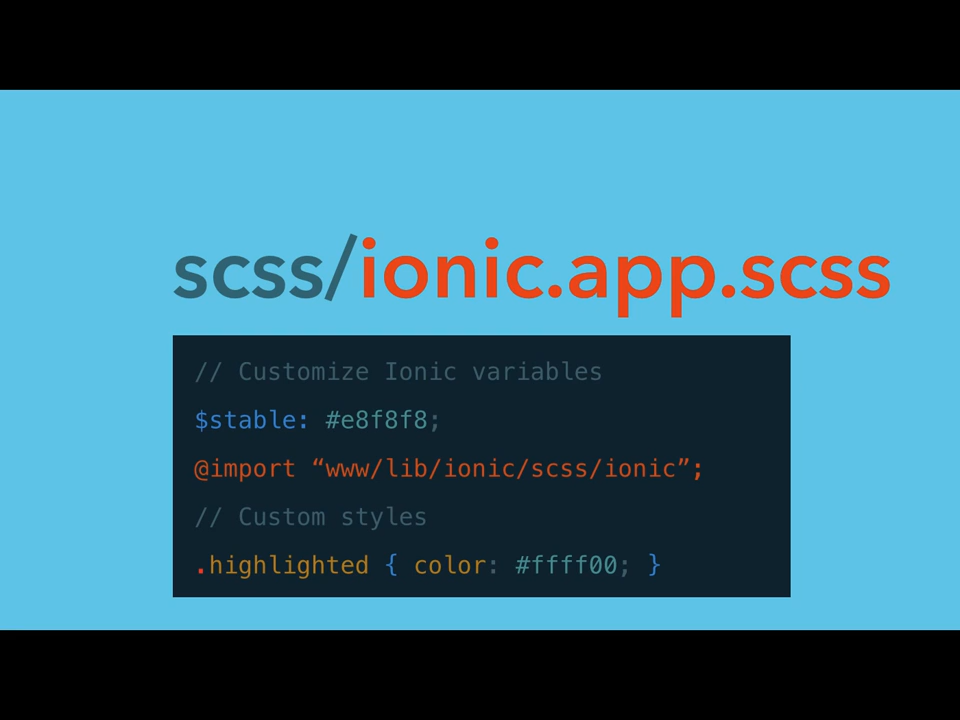 scss/ionic.app.scss
// Customize Ionic variables
$stable: #e8f8f8;
@import “www/lib/ionic/scss/ionic”;
// Custom styles
.highlighted { color: #ffff00; }